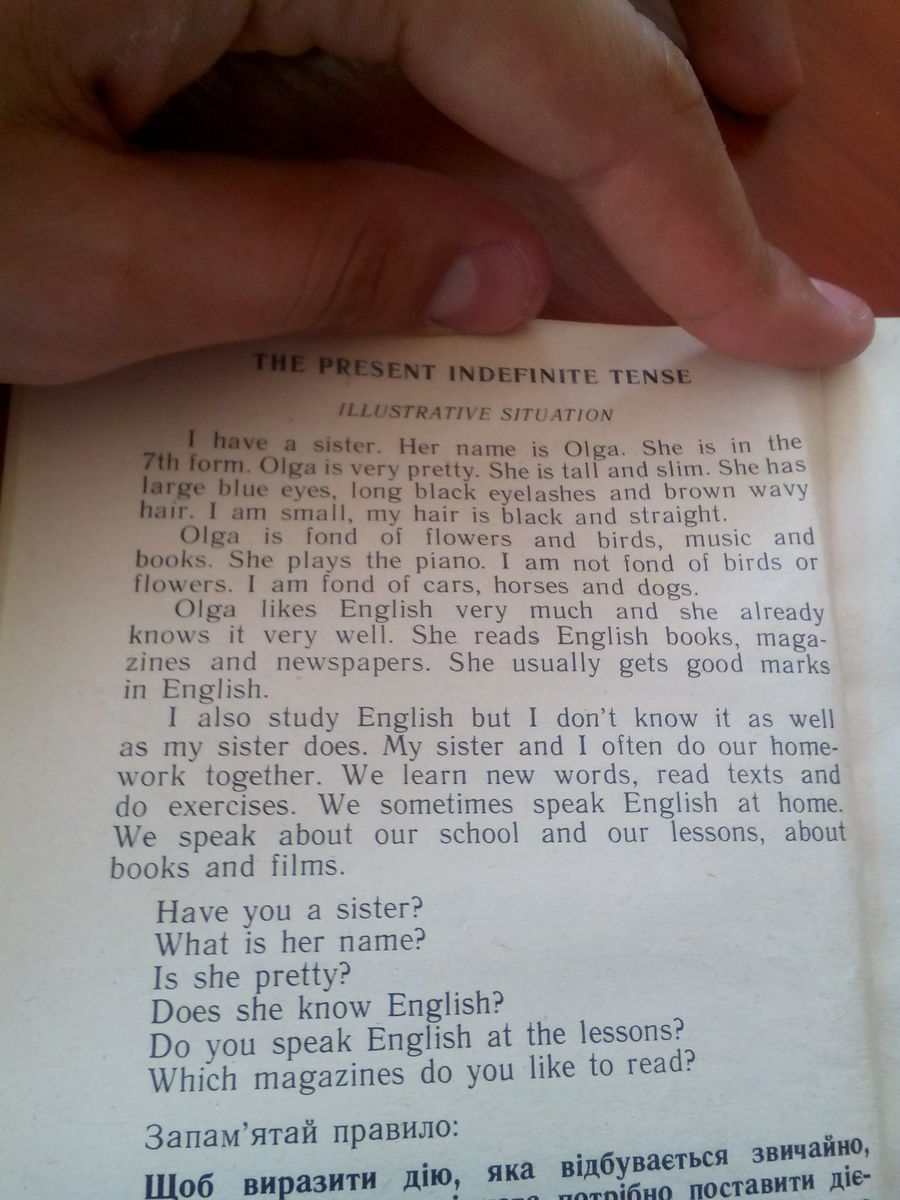 THE PRESENT INDEFINITE TENSE
ILLUSTRATIVE SITUATION
I have a sister. Her name is Olga. She is in the
7th form. Olga is very pretty. She is tall and slim. She has
large blue eyes, long black eyelashes and brown wavy
hair. I am small, my hair is black and straight.
Olga is fond of flowers and birds, music and
books. She plays the piano. I am not fond of birds or
flowers. I am fond of cars, horses and dogs.
Olga likes English very much and she already
knows it very well. She reads English books, maga-
zines and newspapers. She usually gets good marks
in English.
I also study English but I don't know it as well
as my sister does. My sister and I often do our home-
work together. We learn new words, read texts and
do exercises. We sometimes speak English at home.
We speak about our school and our lessons, about
books and films.
Have you a sister?
What is her name?
Is she pretty?
Does she know English?
Do you speak English at the lessons?
Which magazines do you like to read?
Запам'ятай правило:
Щоб виразити дію, яка відбувається звичайно,
потрібно поставити діє-